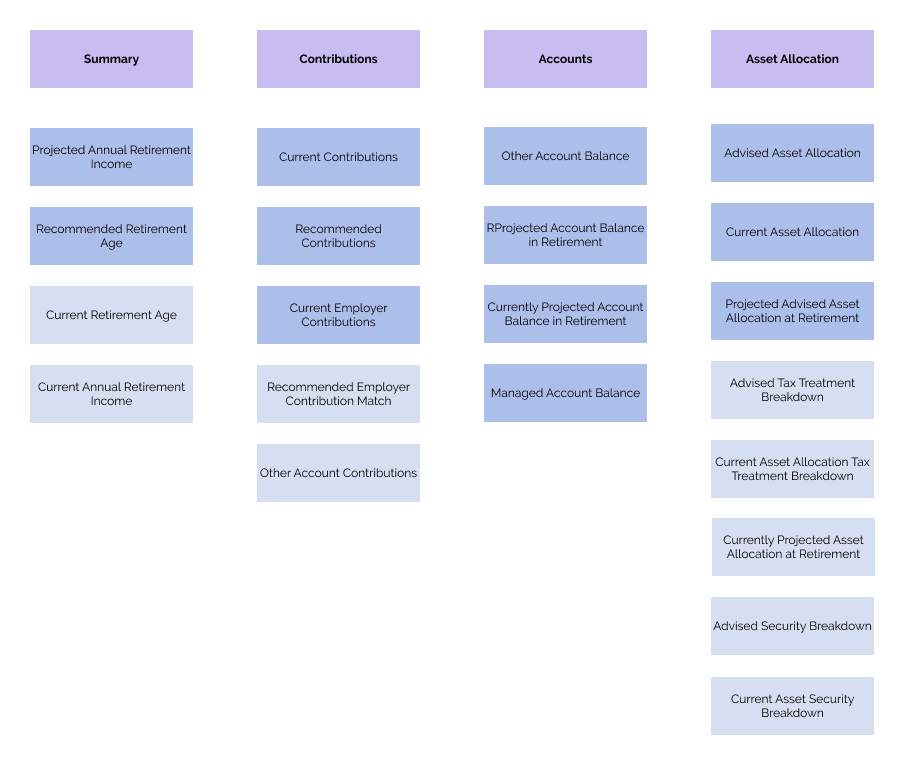 Summary
Projected Annual Retirement
Income
Recommended Retirement
Age
Current Retirement Age
Current Annual Retirement
Income
Contributions
Current Contributions
Recommended
Contributions
Current Employer
Contributions
Recommended Employer
Contribution Match
Other Account Contributions
Accounts
Other Account Balance
RProjected Account Balance
in Retirement
Currently Projected Account
Balance in Retirement
Managed Account Balance
Asset Allocation
Advised Asset Allocation
Current Asset Allocation
Projected Advised Asset
Allocation at Retirement
Advised Tax Treatment
Breakdown
Current Asset Allocation Tax
Treatment Breakdown
Currently Projected Asset
Allocation at Retirement
Advised Security Breakdown
Current Asset Security
Breakdown